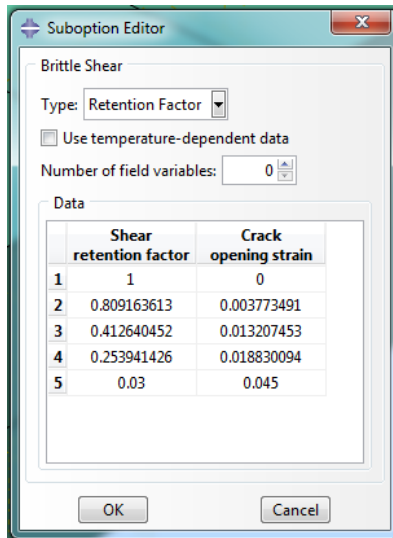 Suboption Editor
Brittle Shear
Type: Retention Factor
Use temperature-dependent data
Number of field variables: 0
Data
Shear retention factor Crack opening strain
1 1 0
2 0.809163613 0.003773491
3 0.412640452 0.013207453
4 0.253941426 0.018830094
5 0.03 0.045
OK Cancel